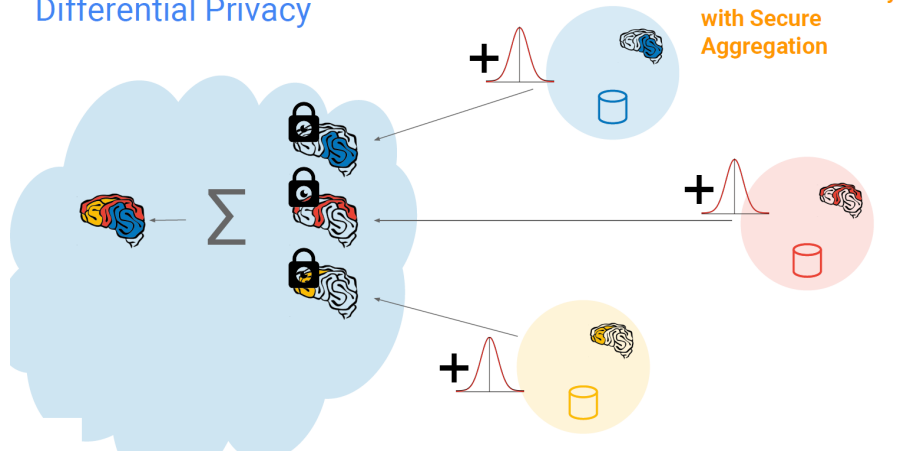 Differential Privacy
with Secure
Aggregation
+
+
+
Σ